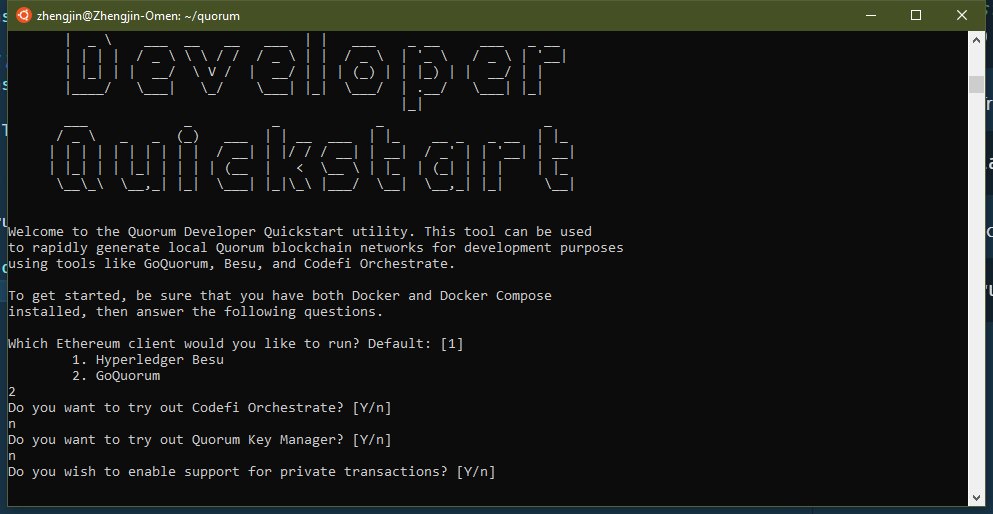 zhengjin@Zhengjin-Omen: ~/quorum
Developer
Quickstart
Welcome to the Quorum Developer Quickstart utility. This tool can be used
to rapidly generate local Quorum blockchain networks for development purposes
using tools like GoQuorum, Besu, and Codefi Orchestrate.
To get started, be sure that you have both Docker and Docker Compose
installed, then answer the following questions.
Which Ethereum client would you like to run? Default: [1]
1. Hyperledger Besu
2. GoQuorum
2
Do you want to try out Codefi Orchestrate? [Y/n]
n
Do you want to try out Quorum Key Manager? [Y/n]
n
Do you wish to enable support for private transactions? [Y/n]